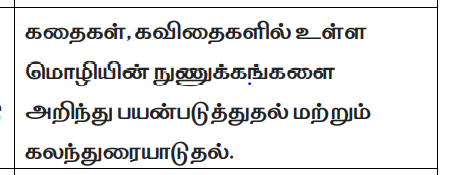 கதைகள், கவிதைகளில் உள்ள
மொழியின் நுணுக்கங்களை
அறிந்து பயன்படுத்துதல் மற்றும்
கலந்துரையாடுதல்.